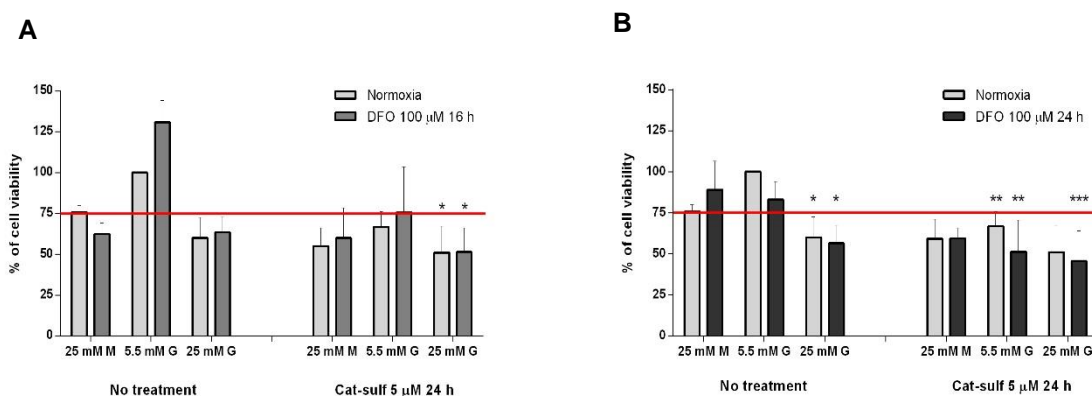 A
150
125
100
75
50
25
0
% of cell viability
Normoxia
DFO 100 µM 16 h
* *
25 mM M 5.5 mM G 25 mM G 25 mM M 5.5 mM G 25 mM G
No treatment Cat-sulf 5 µM 24 h
B
150
125
100
75
50
25
0
% of cell viability
Normoxia
DFO 100 µM 24 h
* * ** ** ***
25 mM M 5.5 mM G 25 mM G 25 mM M 5.5 mM G 25 mM G
No treatment Cat-sulf 5 µM 24 h